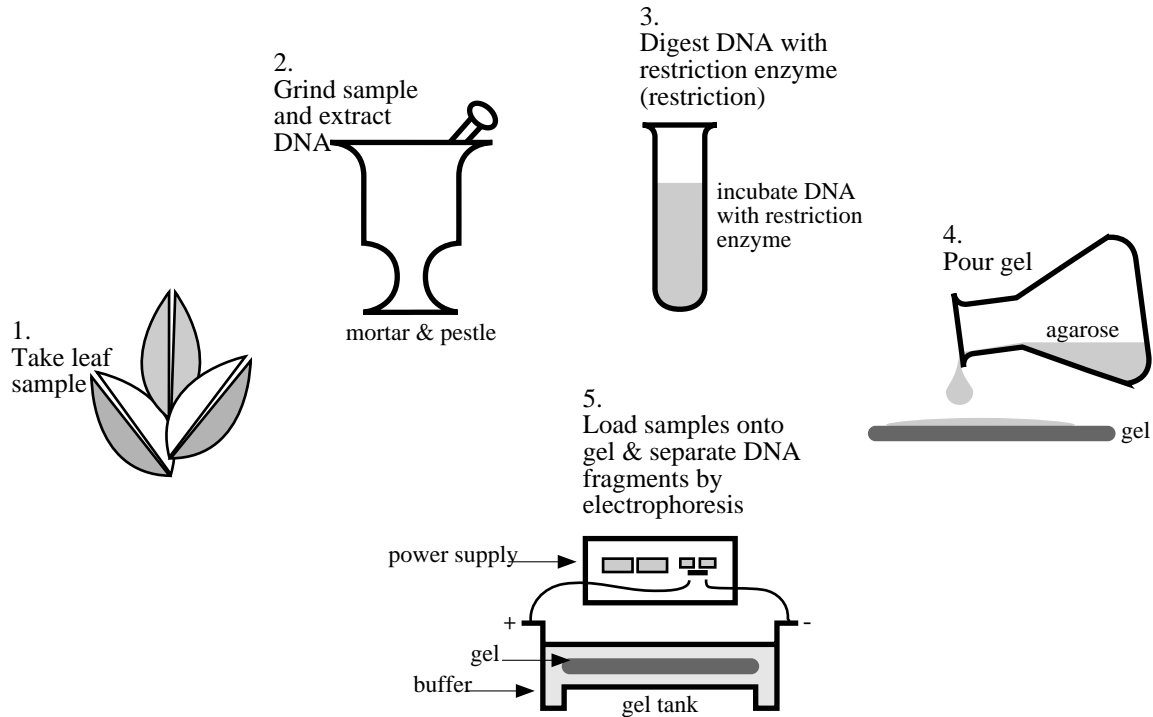 1.
Take leaf
sample
2.
Grind sample
and extract
DNA
mortar & pestle
3.
Digest DNA with
restriction enzyme
(restriction)
incubate DNA
with restriction
enzyme
4.
Pour gel
agarose
gel
5.
Load samples onto
gel & separate DNA
fragments by
electrophoresis
power supply
+
-
gel
buffer
gel tank